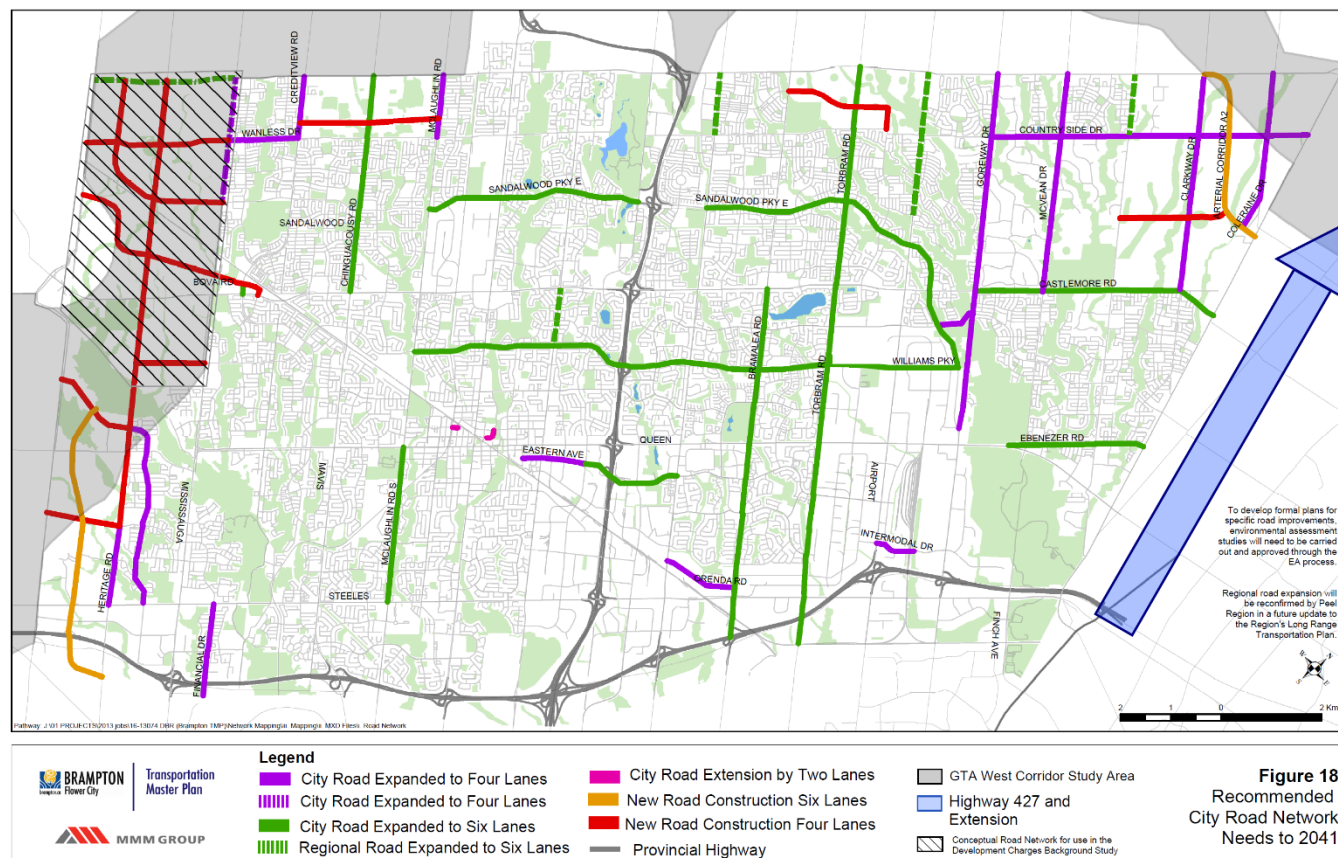 CREDITVIEW RD
MCLAUGHLIN RD
WANLESS DR
SANDALWOOD PKY E
SANDALWOOD
CHINGUACOUSY RD
BOVAIRD
SANDALWOOD PKY E
TORBRAM RD
GOREWAY DR
MCVEAN DR
COUNTRY SIDE DR
CLARKWAY DR
ARTERIAL CORRIDOR A2
COLERAINE DR
CASTLEMORE RD
BRAMALEA RD
TORBRAM RD
WILLIAMS PKY
QUEEN
EASTERN AVE
EBENEZER RD
AIRPORT
MAVIS
MISSISSAUGA
MCLAUGHLIN RD S
HERITAGE RD
STEELES
FINANCIAL DR
ORENDA RD
INTERMODAL DR
FINCH AVE
To develop formal plans for
specific road improvements,
environmental assessment
studies will need to be carried
out and approved through the
EA process.
Regional road expansion will
be reconfirmed by Peel
Region in a future update to
the Region's Long Range
Transportation Plan.
W N
S E
2 1 0 2 Km
BRAMPTON
brampton.ca Flower City
Transportation
Master Plan
MMM GROUP
Legend
City Road Expanded to Four Lanes
City Road Expanded to Four Lanes
City Road Expanded to Six Lanes
Regional Road Expanded to Six Lanes
City Road Extension by Two Lanes
New Road Construction Six Lanes
New Road Construction Four Lanes
Provincial Highway
GTA West Corridor Study Area
Highway 427 and
Extension
Conceptual Road Network for use in the
Development Charges Background Study
Figure 18
Recommended
City Road Network
Needs to 2041